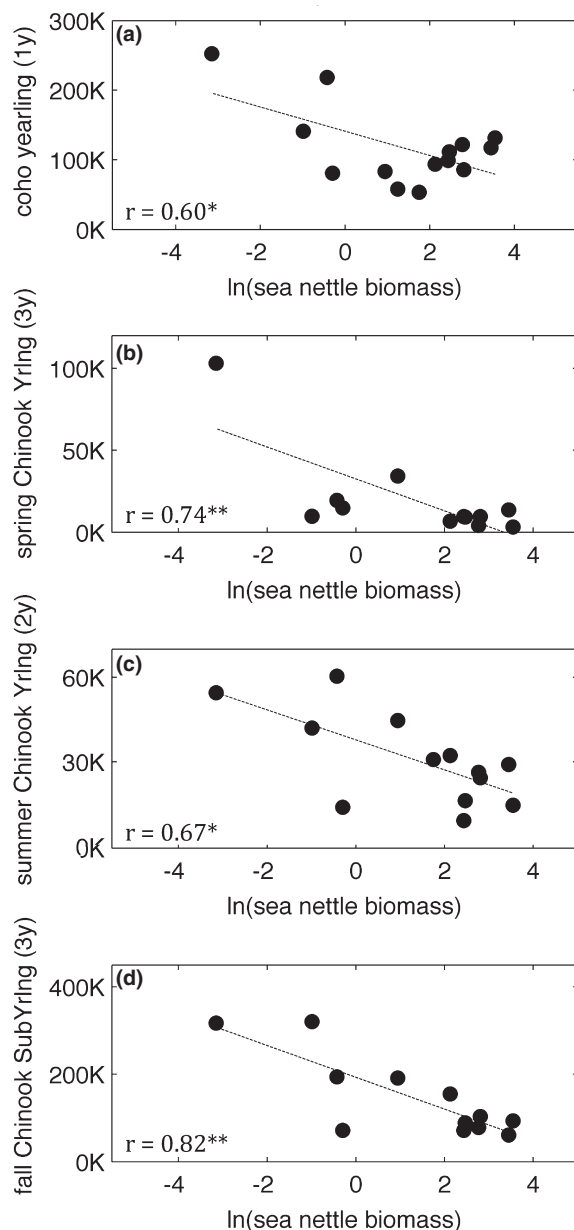 (a)
300K
200K
100K
0K
coho yearling (1y)
r = 0.60*
-4 -2 0 2 4
ln(sea nettle biomass)
(b)
100K
50K
0K
spring Chinook Yrlng (3y)
r = 0.74**
-4 -2 0 2 4
ln(sea nettle biomass)
(c)
60K
30K
0K
summer Chinook Yrlng (2y)
r = 0.67*
-4 -2 0 2 4
ln(sea nettle biomass)
(d)
400K
200K
0K
fall Chinook SubYrlng (3y)
r = 0.82**
-4 -2 0 2 4
ln(sea nettle biomass)